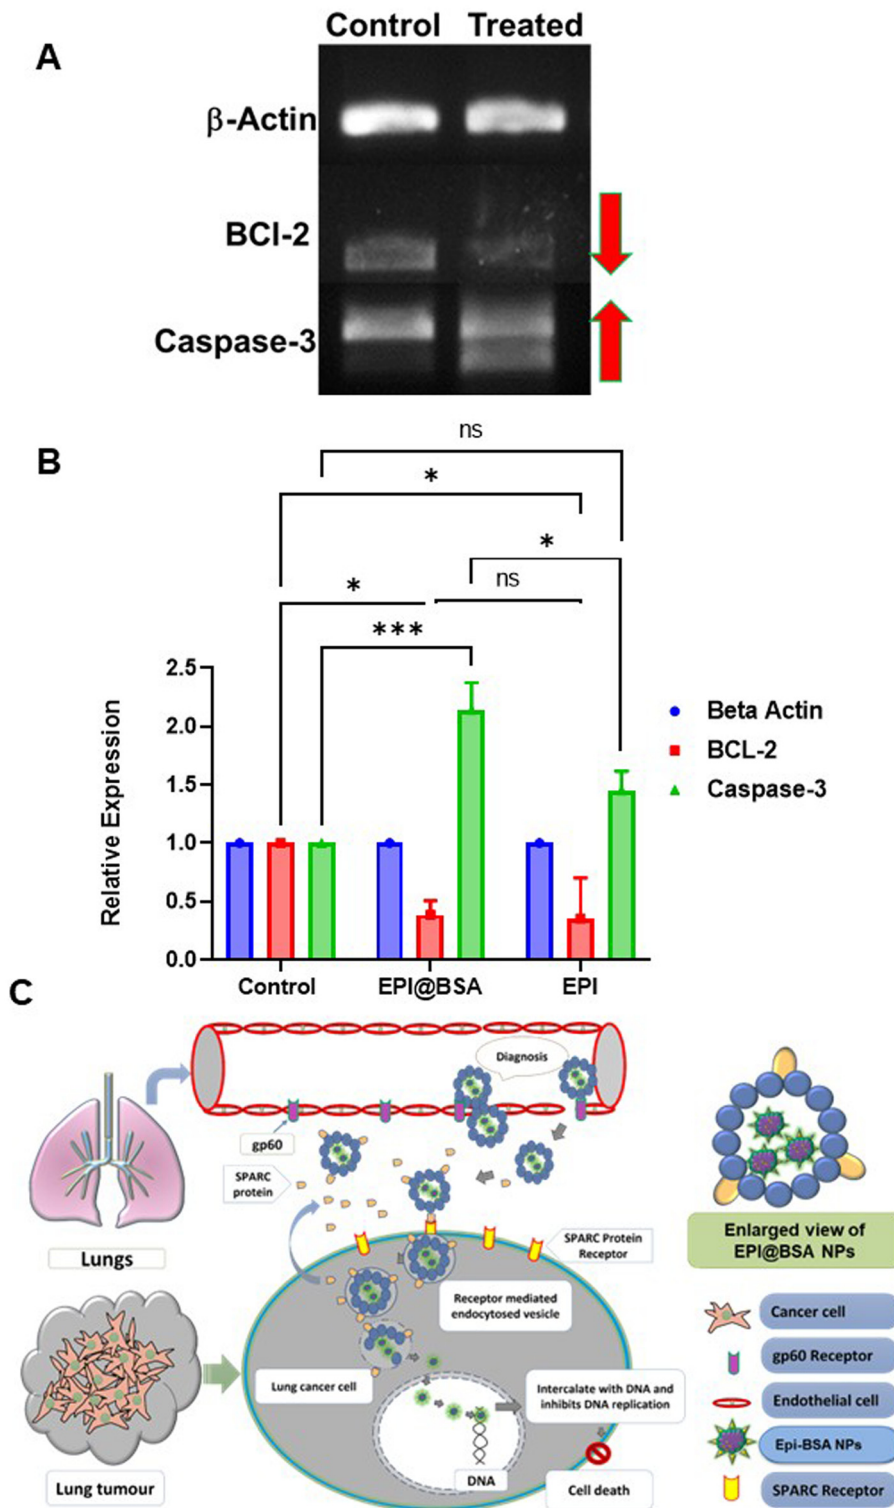 Control Treated
A
β-Actin
BCl-2
Caspase-3
B
ns
*
*
ns
*
***
2.5
2.0
1.5
1.0
0.5
0.0
Relative Expression
Control EPI@BSA EPI
Beta Actin
BCL-2
Caspase-3
C
Diagnosis
gp60
SPARC
protein
SPARC Protein
Receptor
Lungs
Receptor mediated
endocytosed vesicle
Lung cancer cell
Intercalate with DNA and
inhibits DNA replication
DNA
Cell death
Lung tumour
Enlarged view of
EPI@BSA NPs
Cancer cell
gp60 Receptor
Endothelial cell
Epi-BSA NPs
SPARC Receptor